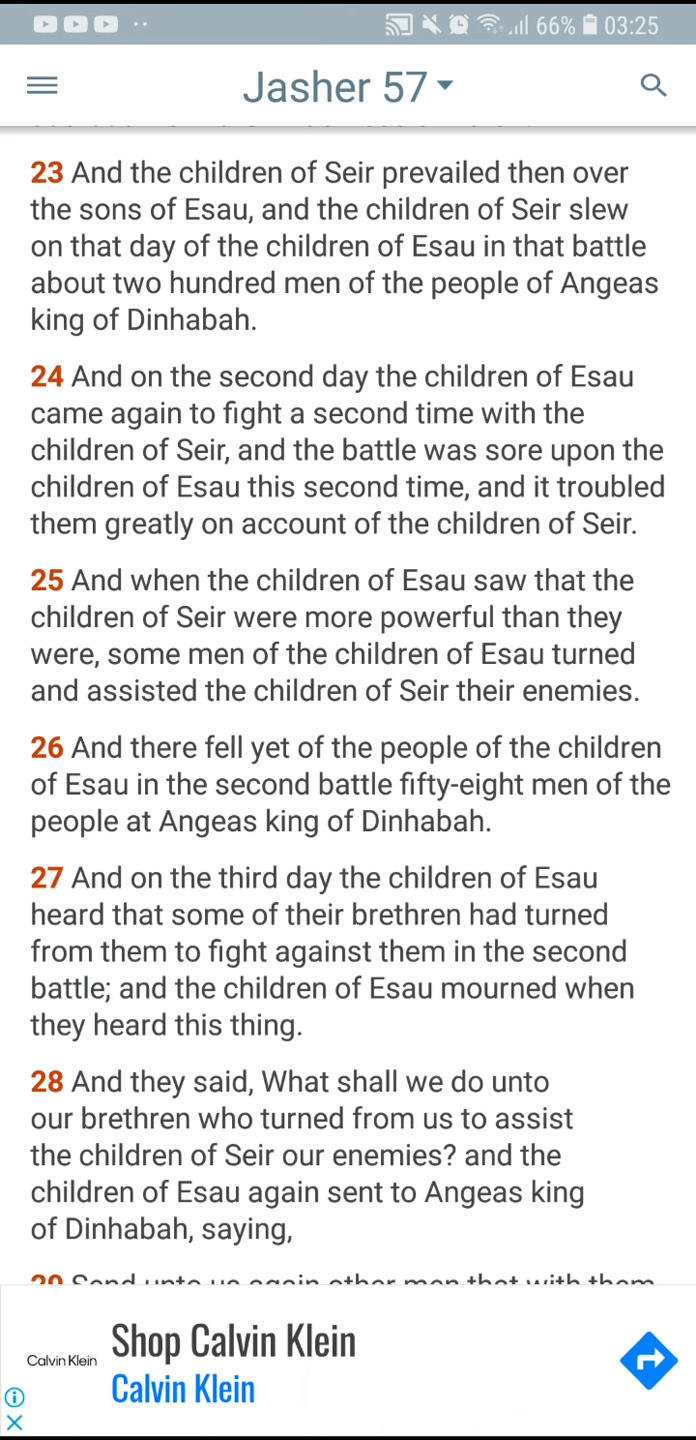 66% 03:25
Jasher 57
23 And the children of Seir prevailed then over
the sons of Esau, and the children of Seir slew
on that day of the children of Esau in that battle
about two hundred men of the people of Angeas
king of Dinhabah.
24 And on the second day the children of Esau
came again to fight a second time with the
children of Seir, and the battle was sore upon the
children of Esau this second time, and it troubled
them greatly on account of the children of Seir.
25 And when the children of Esau saw that the
children of Seir were more powerful than they
were, some men of the children of Esau turned
and assisted the children of Seir their enemies.
26 And there fell yet of the people of the children
of Esau in the second battle fifty-eight men of the
people at Angeas king of Dinhabah.
27 And on the third day the children of Esau
heard that some of their brethren had turned
from them to fight against them in the second
battle; and the children of Esau mourned when
they heard this thing.
28 And they said, What shall we do unto
our brethren who turned from us to assist
the children of Seir our enemies? and the
children of Esau again sent to Angeas king
of Dinhabah, saying,
29 Send unto us again other men that with them
Shop Calvin Klein
Calvin Klein
Calvin Klein